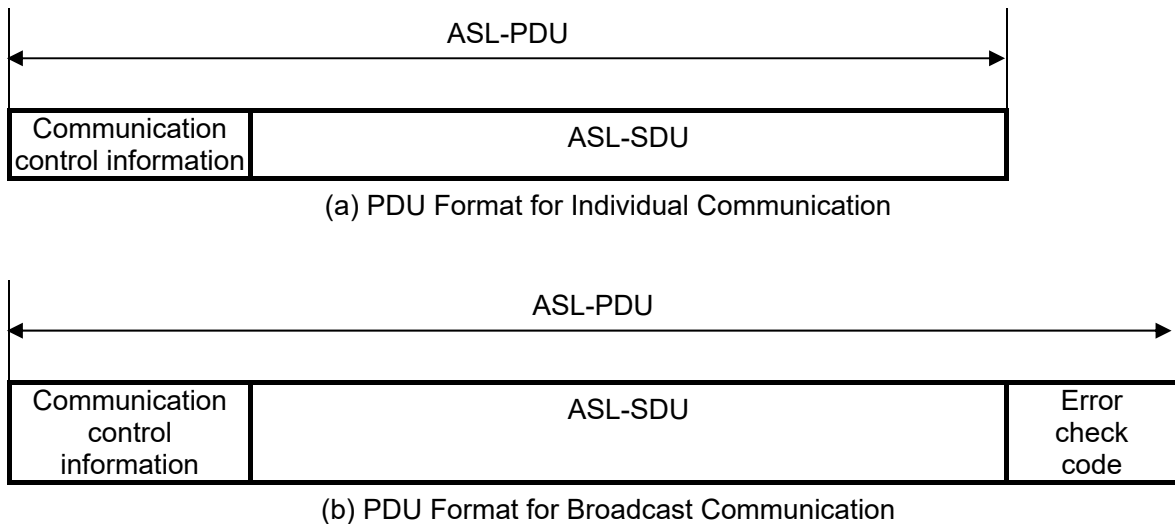 ASL-PDU
Communication
control information
ASL-SDU
(a) PDU Format for Individual Communication
ASL-PDU
Communication
control
information
ASL-SDU
Error
check
code
(b) PDU Format for Broadcast Communication